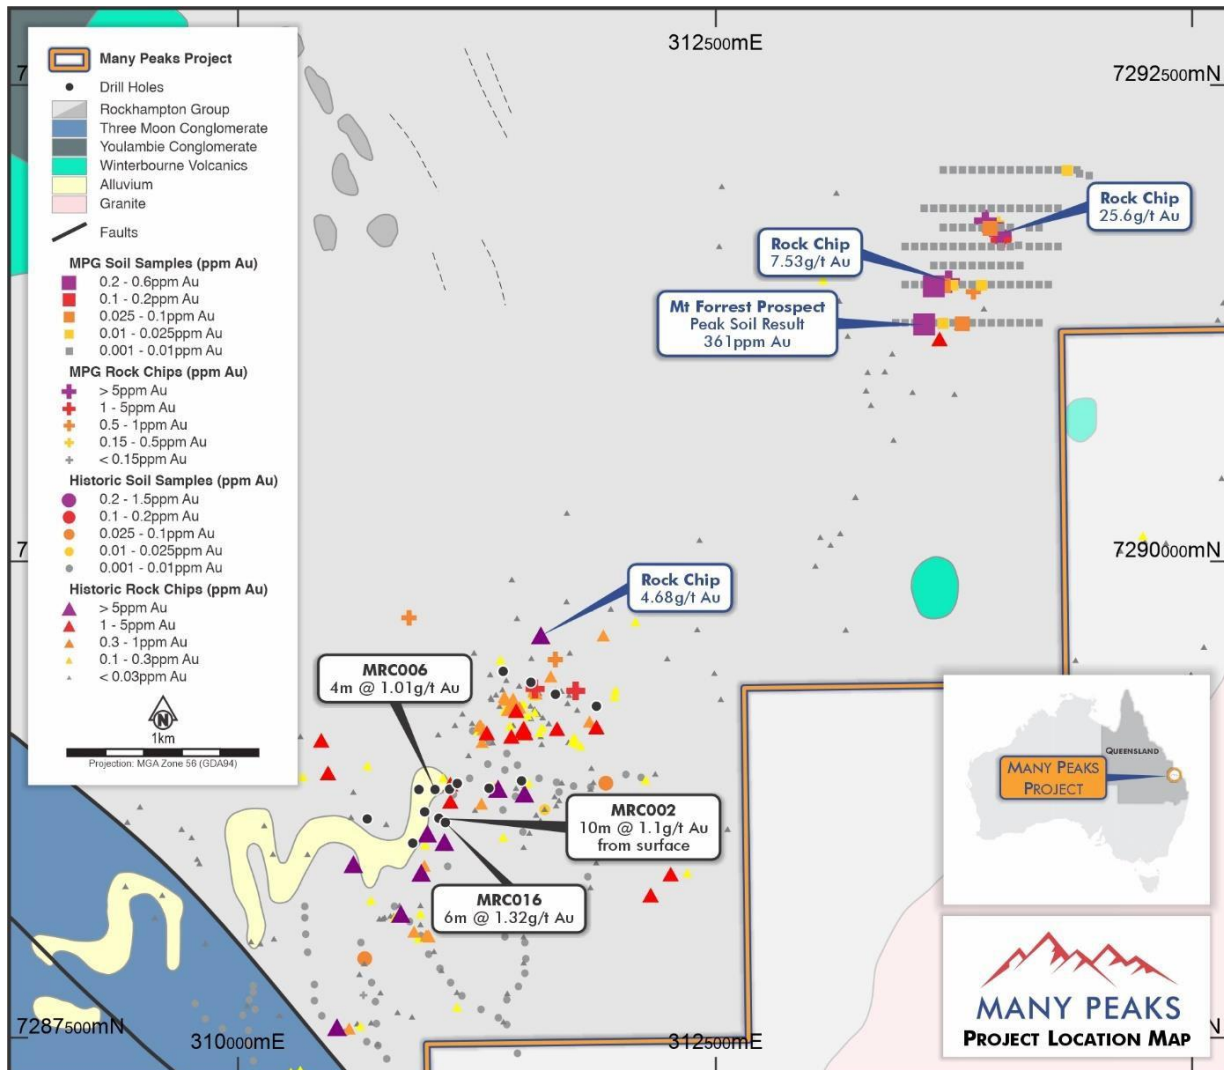 312500mE
7292500mN
7
Many Peaks Project
Drill Holes
Rockhampton Group
Three Moon Conglomerate
Youlambie Conglomerate
Winterbourne Volcanics
Alluvium
Granite
Faults
MPG Soil Samples (ppm Au)
0.2 - 0.6ppm Au
0.1 - 0.2ppm Au
0.025 - 0.1ppm Au
0.01 - 0.025ppm Au
0.001 - 0.01ppm Au
MPG Rock Chips (ppm Au)
> 5ppm Au
1 - 5ppm Au
0.5 - 1ppm Au
0.15 - 0.5ppm Au
< 0.15ppm Au
Historic Soil Samples (ppm Au)
0.2 - 1.5ppm Au
0.1 - 0.2ppm Au
0.025 - 0.1ppm Au
0.01 - 0.025ppm Au
0.001 - 0.01ppm Au
Historic Rock Chips (ppm Au)
> 5ppm Au
1 - 5ppm Au
0.3 - 1ppm Au
0.1 - 0.3ppm Au
< 0.03ppm Au
N
1km
Projection: MGA Zone 56 (GDA94)
Rock Chip
25.6g/t Au
Rock Chip
7.53g/t Au
Mt Forrest Prospect
Peak Soil Result
361ppm Au
7
7290000mN
Rock Chip
4.68g/t Au
MRC006
4m @ 1.01g/t Au
MRC002
10m @ 1.1g/t Au
from surface
MRC016
6m @ 1.32g/t Au
QUEENSLAND
MANY PEAKS
PROJECT
MANY PEAKS
PROJECT LOCATION MAP
7287500mN
310000mE
312500mE
N